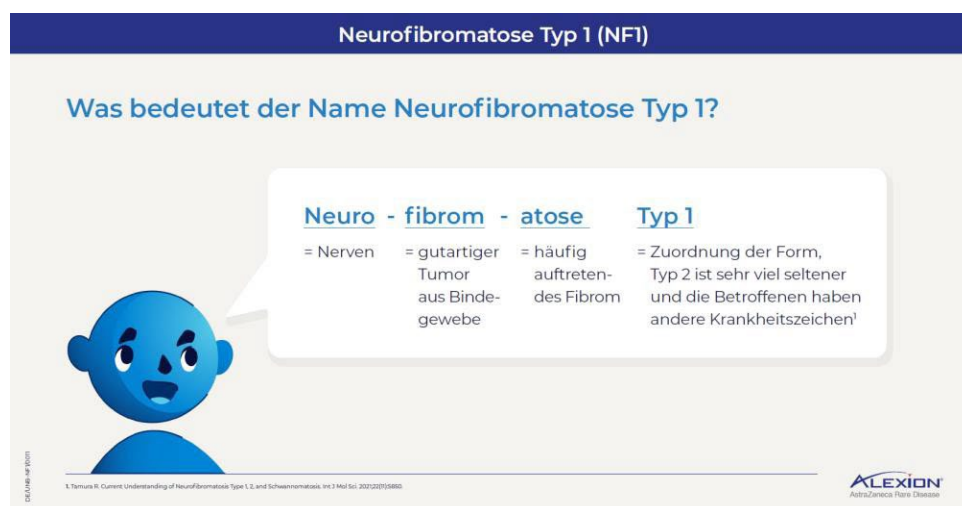 Neurofibromatose Typ 1 (NF1)
Was bedeutet der Name Neurofibromatose Typ 1?
Neuro - fibrom - atose Typ 1
= Nerven
= gutartiger
Tumor
aus Binde-
gewebe
= häufig
auftreten-
des Fibrom
= Zuordnung der Form,
Typ 2 ist sehr viel seltener
und die Betroffenen haben
andere Krankheitszeichen¹
1. Tamura R. Current Understanding of Neurofibromatosis Type 1, 2, and Schwannomatosis. Int J Mol Sci. 2021;22(11):5850.
ALEXION
AstraZeneca Rare Disease